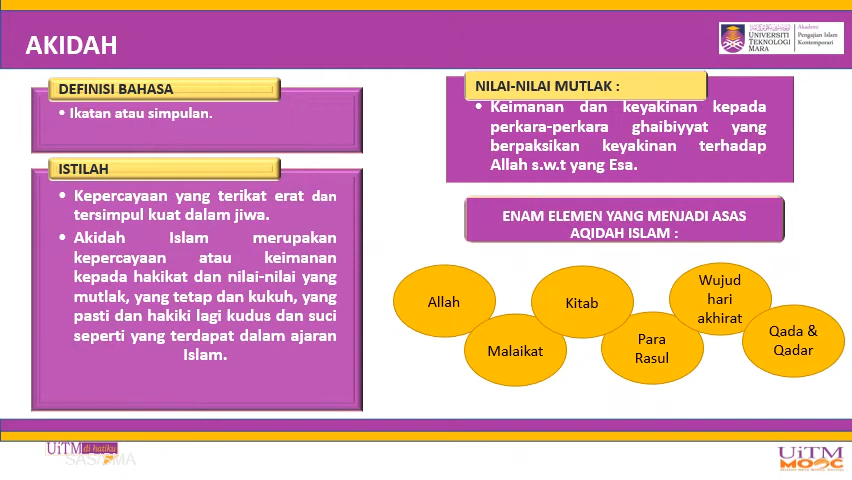 AKIDAH
UNIVERSITI
TEKNOLOGI
MARA
Akademi
Pengajian Islam
Kontemporari
DEFINISI BAHASA
• Ikatan atau simpulan.
ISTILAH
• Kepercayaan yang terikat erat dan
tersimpul kuat dalam jiwa.
• Akidah Islam merupakan
kepercayaan atau keimanan
kepada hakikat dan nilai-nilai yang
mutlak, yang tetap dan kukuh, yang
pasti dan hakiki lagi kudus dan suci
seperti yang terdapat dalam ajaran
Islam.
NILAI-NILAI MUTLAK :
• Keimanan dan keyakinan kepada
perkara-perkara ghaibiyyat yang
berpaksikan keyakinan terhadap
Allah s.w.t yang Esa.
ENAM ELEMEN YANG MENJADI ASAS
AQIDAH ISLAM :
Allah
Malaikat
Kitab
Para
Rasul
Wujud
hari
akhirat
Qada &
Qadar
UiTM di hatiku
UiTM
MOOC